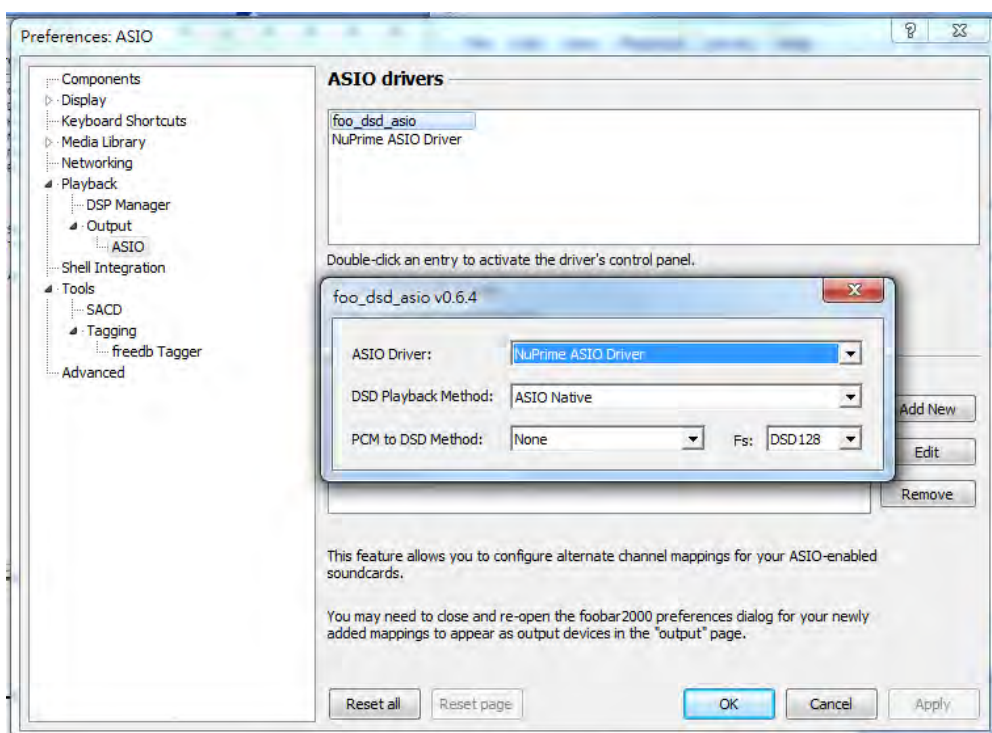 Preferences: ASIO
Components
Display
Keyboard Shortcuts
Media Library
Networking
Playback
DSP Manager
Output
ASIO
Shell Integration
Tools
SACD
Tagging
freedb Tagger
Advanced
ASIO drivers
foo_dsd_asio
NuPrime ASIO Driver
Double-click an entry to activate the driver's control panel.
foo_dsd_asio v0.6.4
ASIO Driver: NuPrime ASIO Driver
DSD Playback Method: ASIO Native
PCM to DSD Method: None Fs: DSD128
Add New
Edit
Remove
This feature allows you to configure alternate channel mappings for your ASIO-enabled
soundcards.
You may need to close and re-open the foobar2000 preferences dialog for your newly
added mappings to appear as output devices in the "output" page.
Reset all Reset page OK Cancel Apply